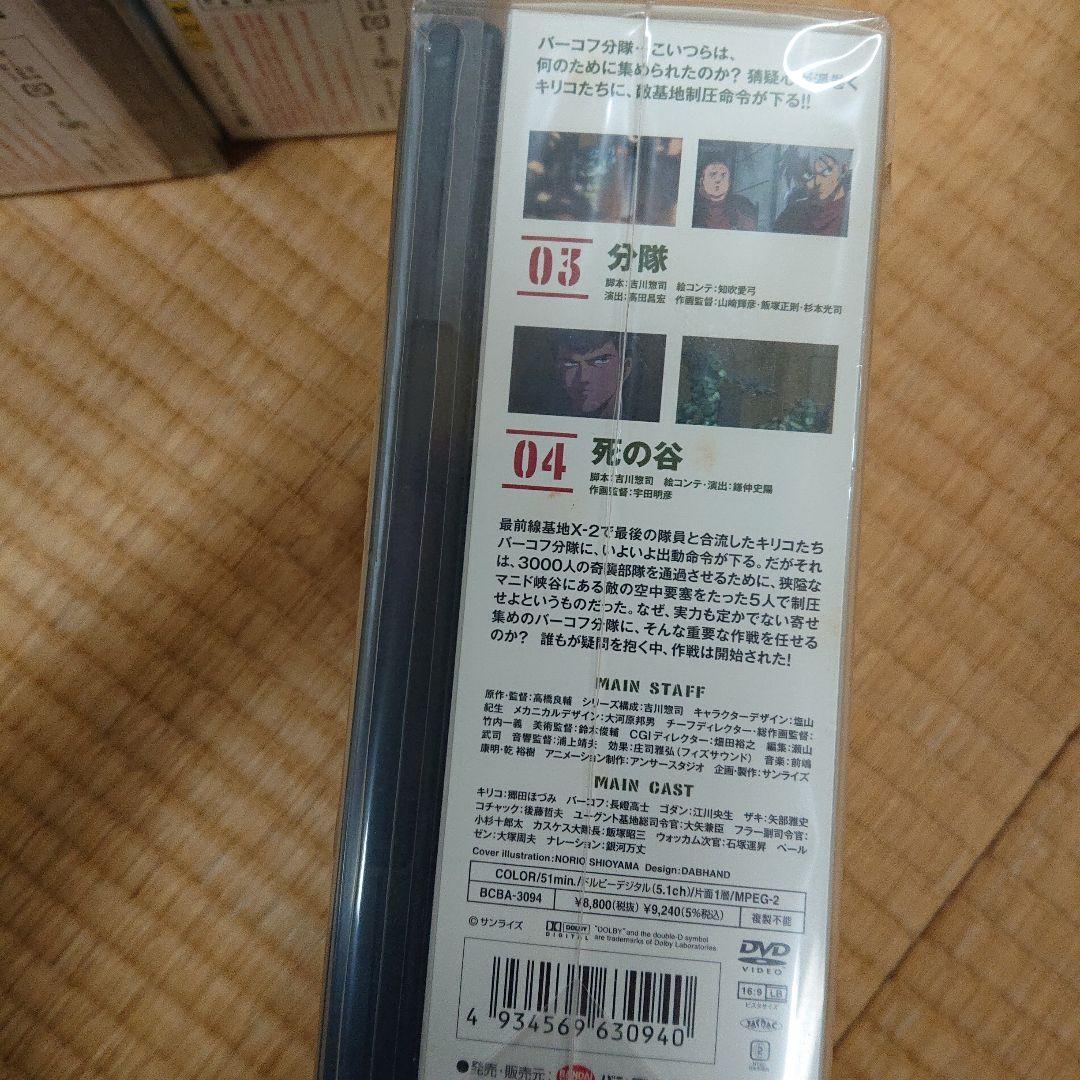 バーコフ分隊…こいつらは、
何のために集められたのか? 猜疑心
キリコたちに、敵基地制圧命令が下る!!
03 分隊
脚本:吉川惣司 絵コンテ:知吹愛弓
演出:高田昌宏 作画監督:山崎輝彦・飯塚正則・杉本光司
04 死の谷
脚本:吉川惣司 絵コンテ・演出:鎌仲史陽
作画監督:宇田明彦
最前線基地X-2で最後の隊員と合流したキリコたち
バーコフ分隊に、いよいよ出動命令が下る。だがそれ
は、3000人の奇襲部隊を通過させるために、狭隘な
マニド峡谷にある敵の空中要塞をたった5人で制圧
せよというものだった。なぜ、実力も定かでない寄せ
集めのバーコフ分隊に、そんな重要な作戦を任せる
のか? 誰もが疑問を抱く中、作戦は開始された!
MAIN STAFF
原作・監督:高橋良輔 シリーズ構成:吉川惣司 キャラクターデザイン:塩山
紀生 メカニカルデザイン:大河原邦男 チーフディレクター・総作画監督:
竹内一義 美術監督:鈴木俊輔 CGIディレクター:畑田裕之 編集:瀬山
武司 音響監督:浦上靖夫 効果:庄司雅弘(フィズサウンド) 音楽:前嶋
康明・乾 裕樹 アニメーション制作:アンサースタジオ 企画・製作:サンライズ
MAIN CAST
キリコ:郷田ほづみ バーコフ:長嶝高士 ゴダン:江川央生 ザキ:矢部雅史
コチャック:後藤哲夫 ユーグント基地総司令官:大矢兼臣 フラー副司令官:
小杉十郎太 カスケス大隊長:飯塚昭三 ウォッカム次官:石塚運昇 ペール
ゼン:大塚周夫 ナレーション:銀河万丈
Cover illustration:NORIO SHIOYAMA Design:DABHAND
COLOR/51min./ドルビーデジタル(5.1ch)/片面1層/MPEG-2
BCBA-3094 ¥8,800(税抜) ¥9,240(5%税込) 複製不能
©サンライズ DOLBY DIGITAL "DOLBY" and the double-D symbol
are trademarks of Dolby Laboratories.
DVD
VIDEO
16:9 LB
ビスタサイズ
JASRAC
4 934569 630940
●発売・販売元: BANDAI